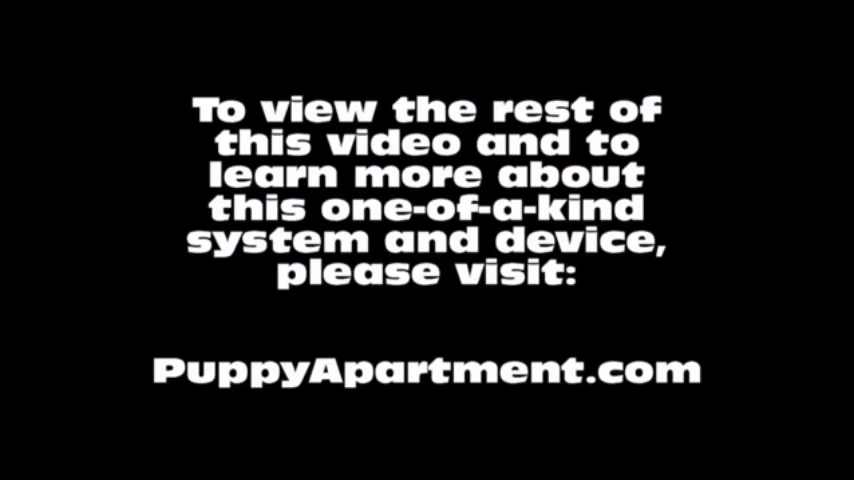 To view the rest of
this video and to
learn more about
this one-of-a-kind
system and device,
please visit:
PuppyApartment.com